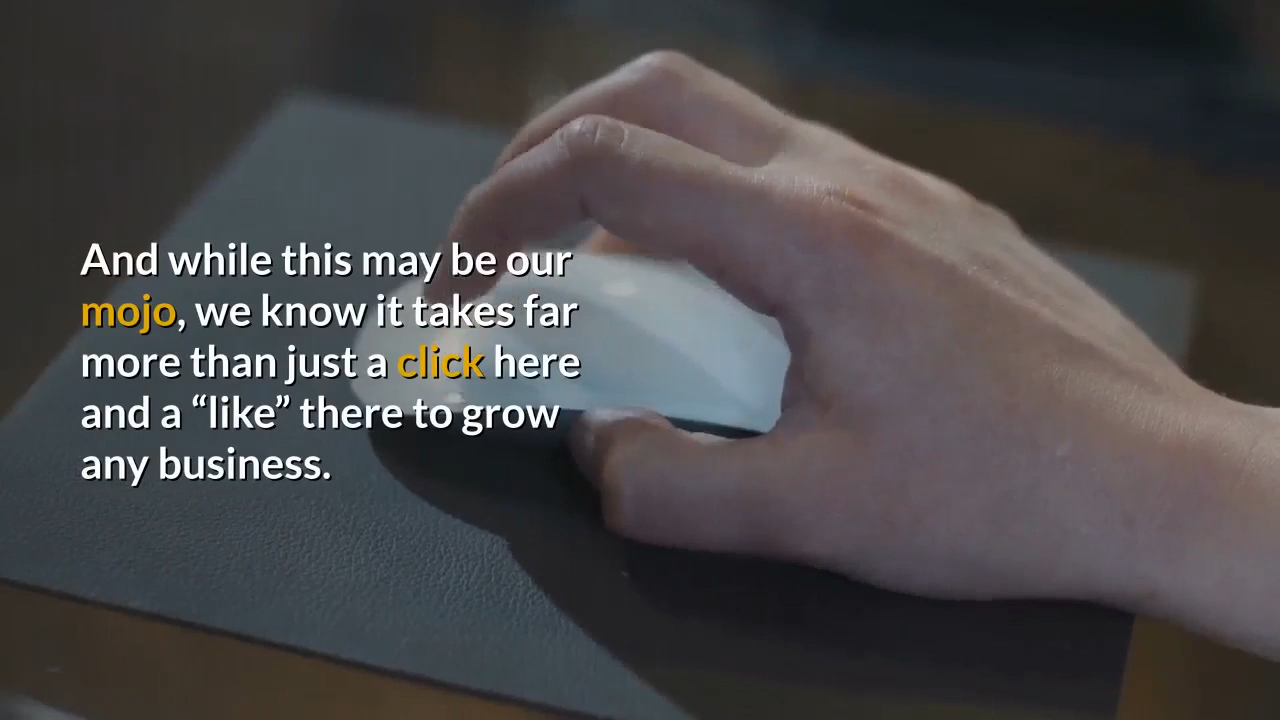 And while this may be our
mojo, we know it takes far
more than just a click here
and a “like” there to grow
any business.